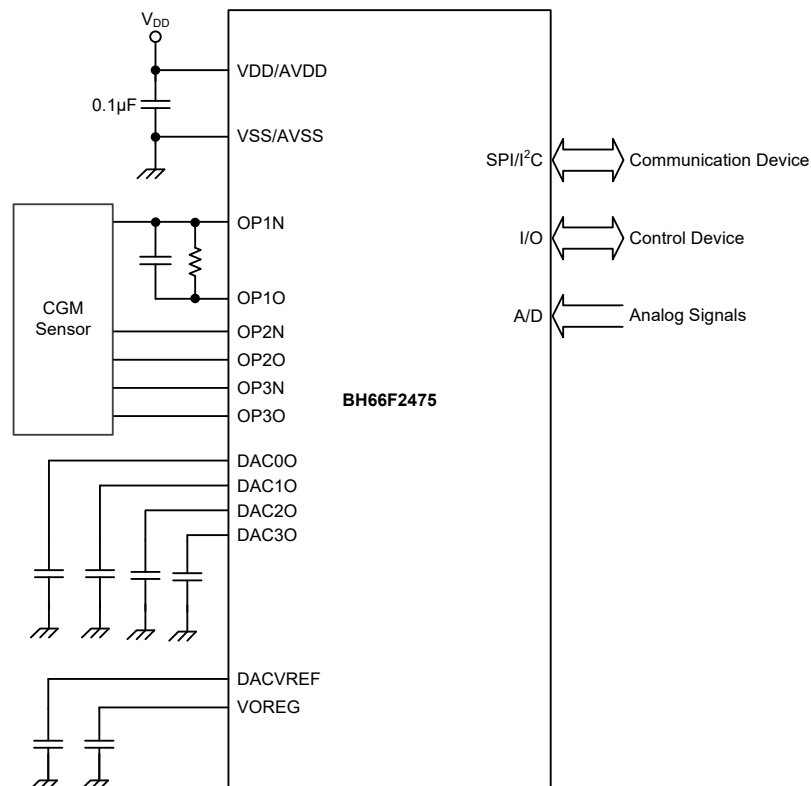 VDD
VDD/AVDD
0.1µF
VSS/AVSS
SPI/I²C
Communication Device
OP1N
I/O
Control Device
OP1O
CGM
Sensor
A/D
Analog Signals
OP2N
OP2O
OP3N
OP3O
BH66F2475
DAC0O
DAC1O
DAC2O
DAC3O
DACVREF
VOREG